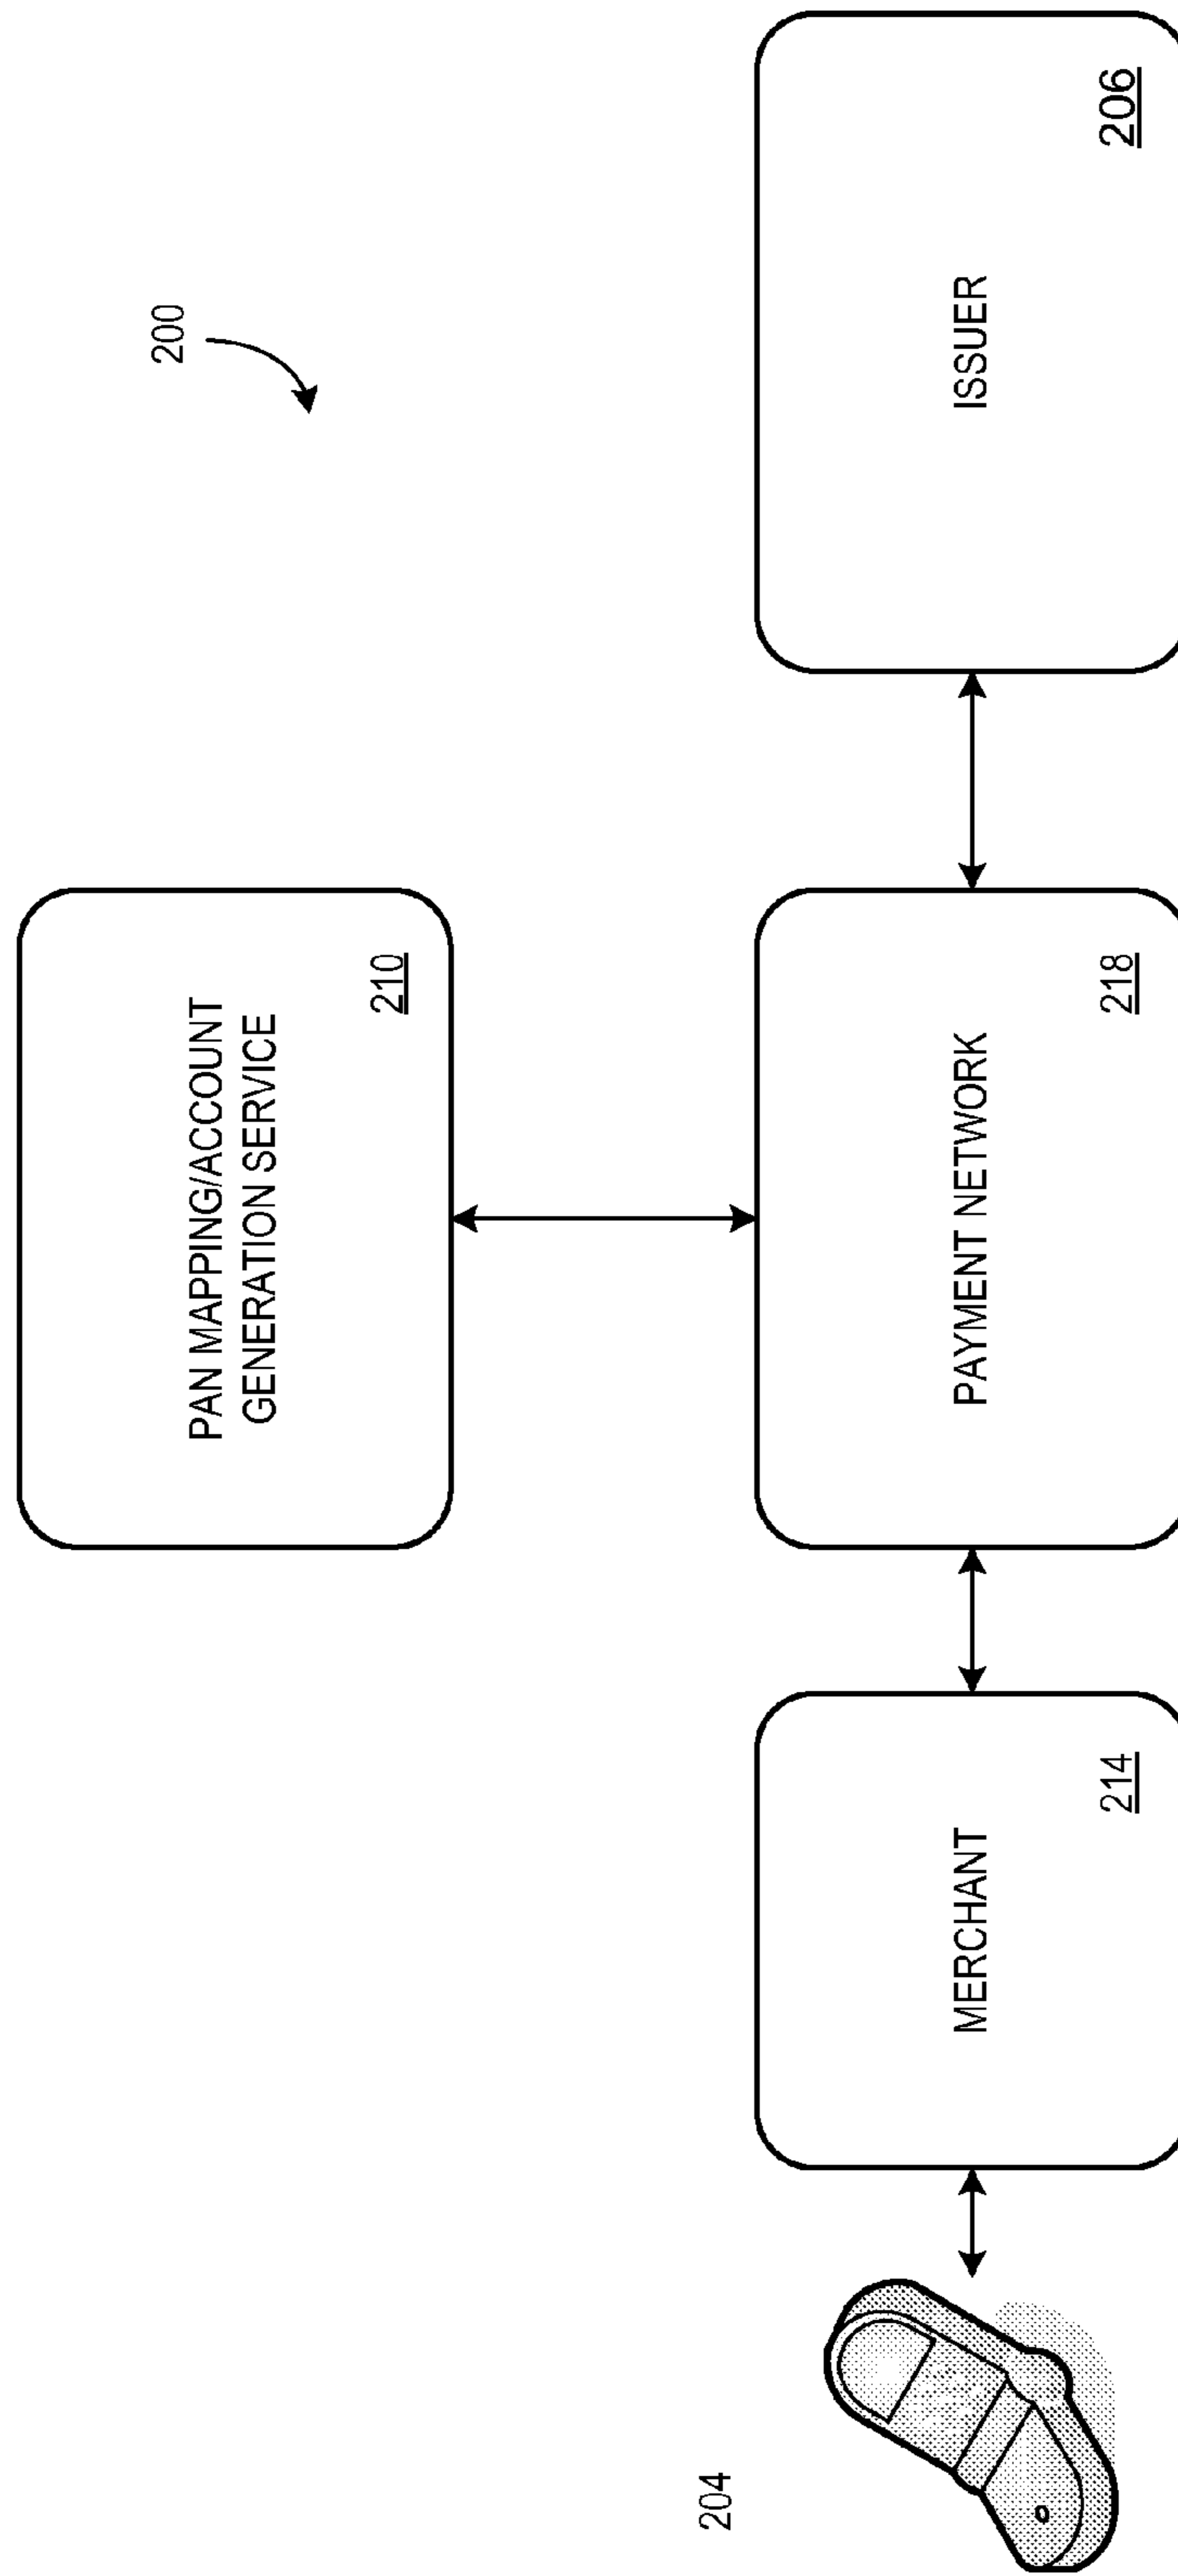 200
PAN MAPPING/ACCOUNT
GENERATION SERVICE
210
204
MERCHANT
214
PAYMENT NETWORK
218
ISSUER
206